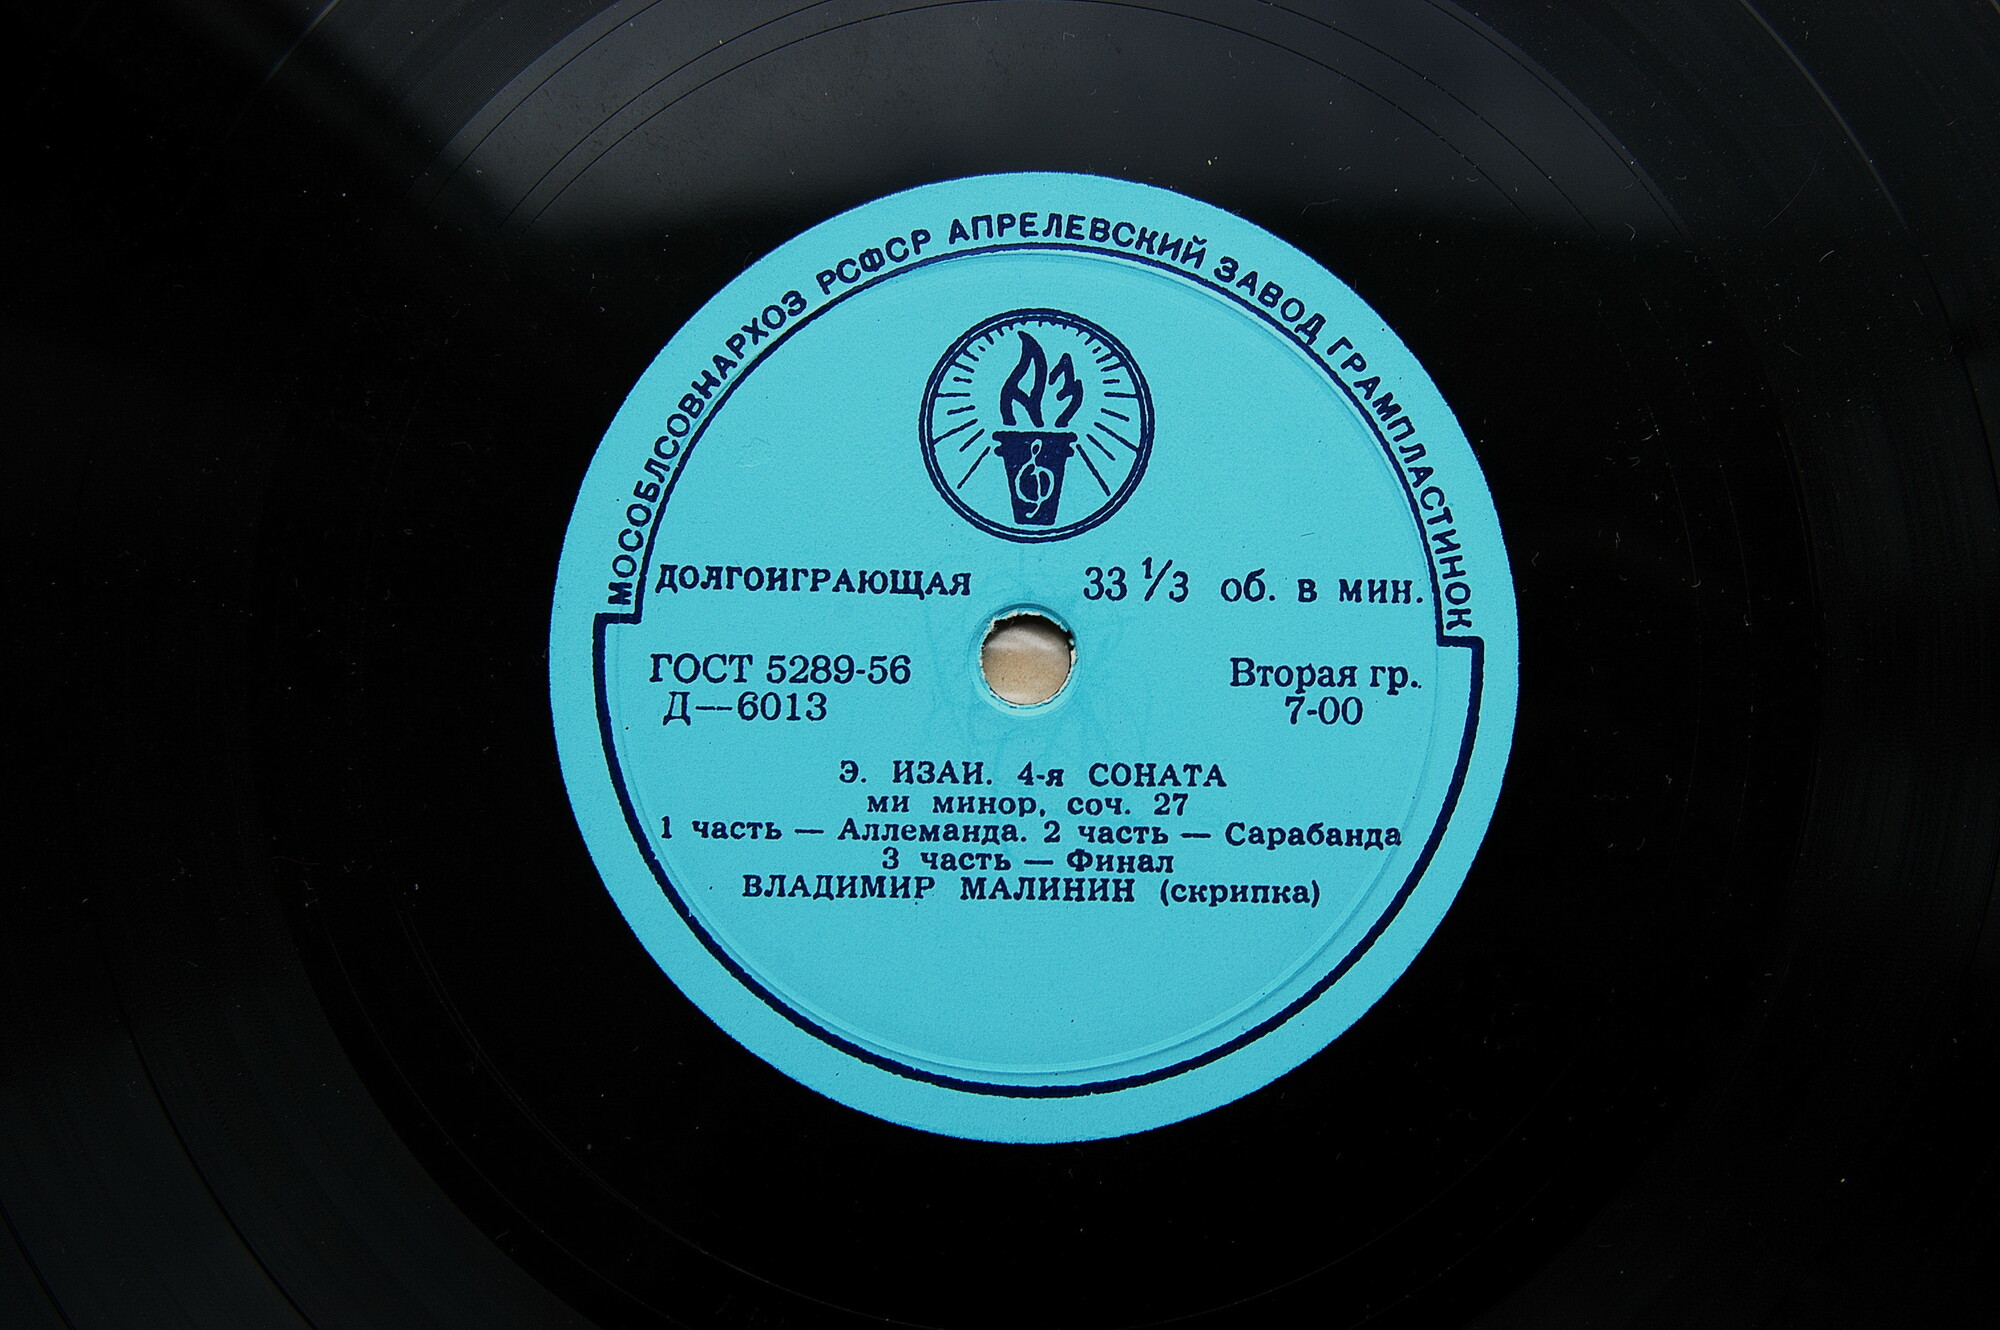 МОСОБЛСОВНАРХОЗ РСФСР АПРЕЛЕВСКИЙ ЗАВОД ГРАМПЛАСТИНОК
АЗ
ДОЛГОИГРАЮЩАЯ 33 1/3 об. в мин.
ГОСТ 5289-56 Вторая гр.
Д—6013 7-00
Э. ИЗАИ. 4-я СОНАТА
ми минор, соч. 27
1 часть — Аллеманда. 2 часть — Сарабанда
3 часть — Финал
ВЛАДИМИР МАЛИНИН (скрипка)